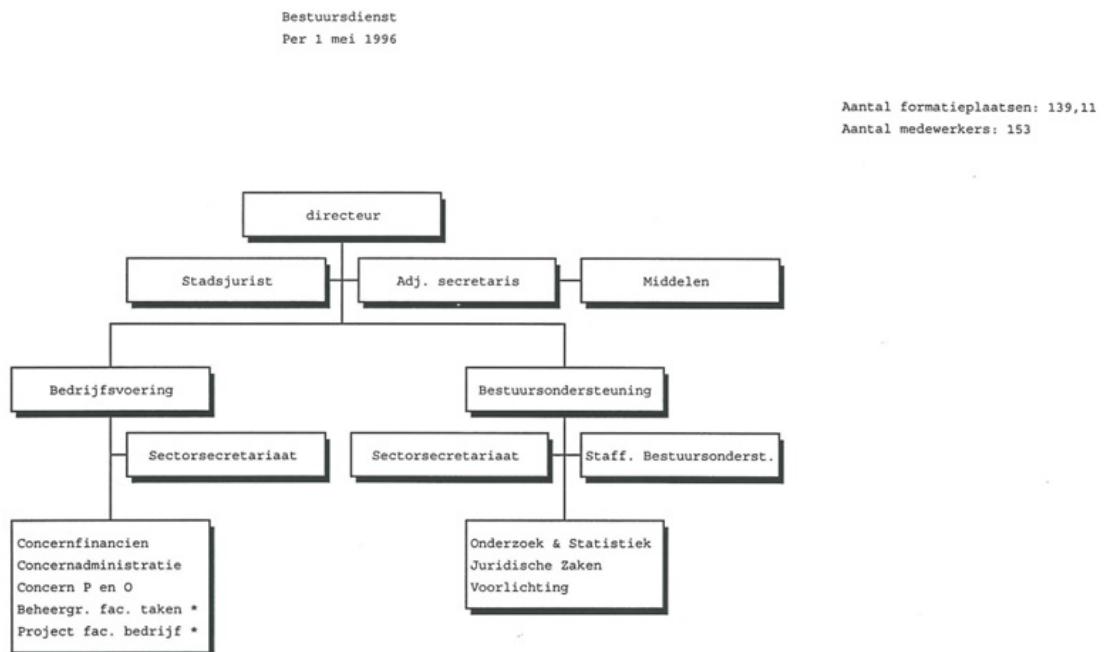 Bestuursdienst
Per 1 mei 1996
Aantal formatieplaatsen: 139,11
Aantal medewerkers: 153
directeur
Stadsjurist
Adj. secretaris
Middelen
Bedrijfsvoering
Bestuursondersteuning
Sectorsecretariaat
Sectorsecretariaat
Staff. Bestuursonderst.
Concernfinancien
Concernadministratie
Concern P en O
Beheergr. fac. taken *
Project fac. bedrijf *
Onderzoek & Statistiek
Juridische Zaken
Voorlichting